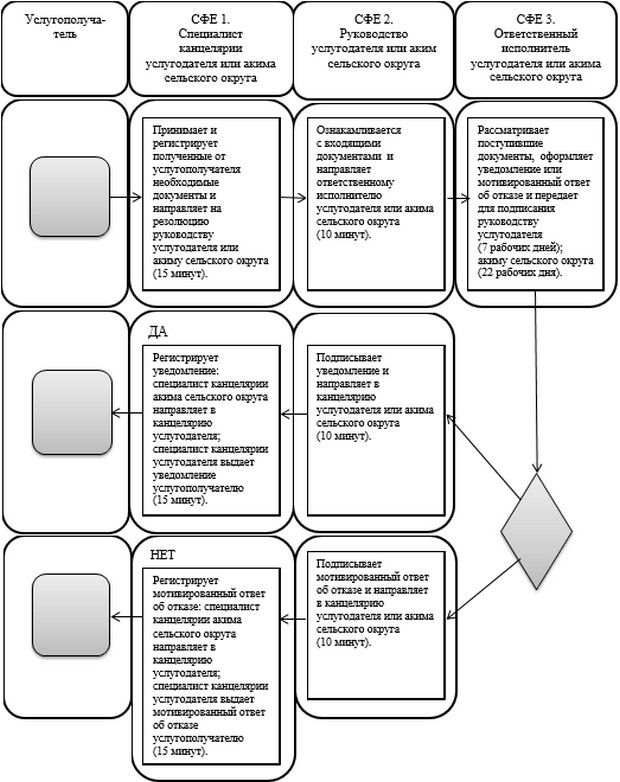 Услугополуча-
тель
СФЕ 1.
Специалист
канцелярии
услугодателя или акима
сельского округа
СФЕ 2.
Руководство
услугодателя или аким
сельского округа
СФЕ 3.
Ответственный
исполнитель
услугодателя или акима
сельского округа
Принимает и
регистрирует
полученные от
услугополучателя
необходимые
документы и
направляет на
резолюцию
руководству
услугодателя или
акиму сельского округа
(15 минут).
Ознакамливается
с входящими
документами и
направляет
ответственному
исполнителю
услугодателя или акима
сельского округа
(10 минут).
Рассматривает
поступившие
документы, оформляет
уведомление или
мотивированный ответ
об отказе и передает
для подписания
руководству
услугодателя
(7 рабочих дней);
акиму сельского округа
(22 рабочих дня).
ДА
Регистрирует
уведомление:
специалист канцелярии
акима сельского округа
направляет в
канцелярию
услугодателя;
специалист канцелярии
услугодателя выдает
уведомление
услугополучателю
(15 минут).
Подписывает
уведомление и
направляет в
канцелярию
услугодателя или акима
сельского округа
(10 минут).
НЕТ
Регистрирует
мотивированный ответ
об отказе: специалист
канцелярии акима
сельского округа
направляет в
канцелярию
услугодателя;
специалист канцелярии
услугодателя выдает
мотивированный ответ
об отказе
услугополучателю
(15 минут).
Подписывает
мотивированный ответ
об отказе и направляет
в канцелярию
услугодателя или акима
сельского округа
(10 минут).